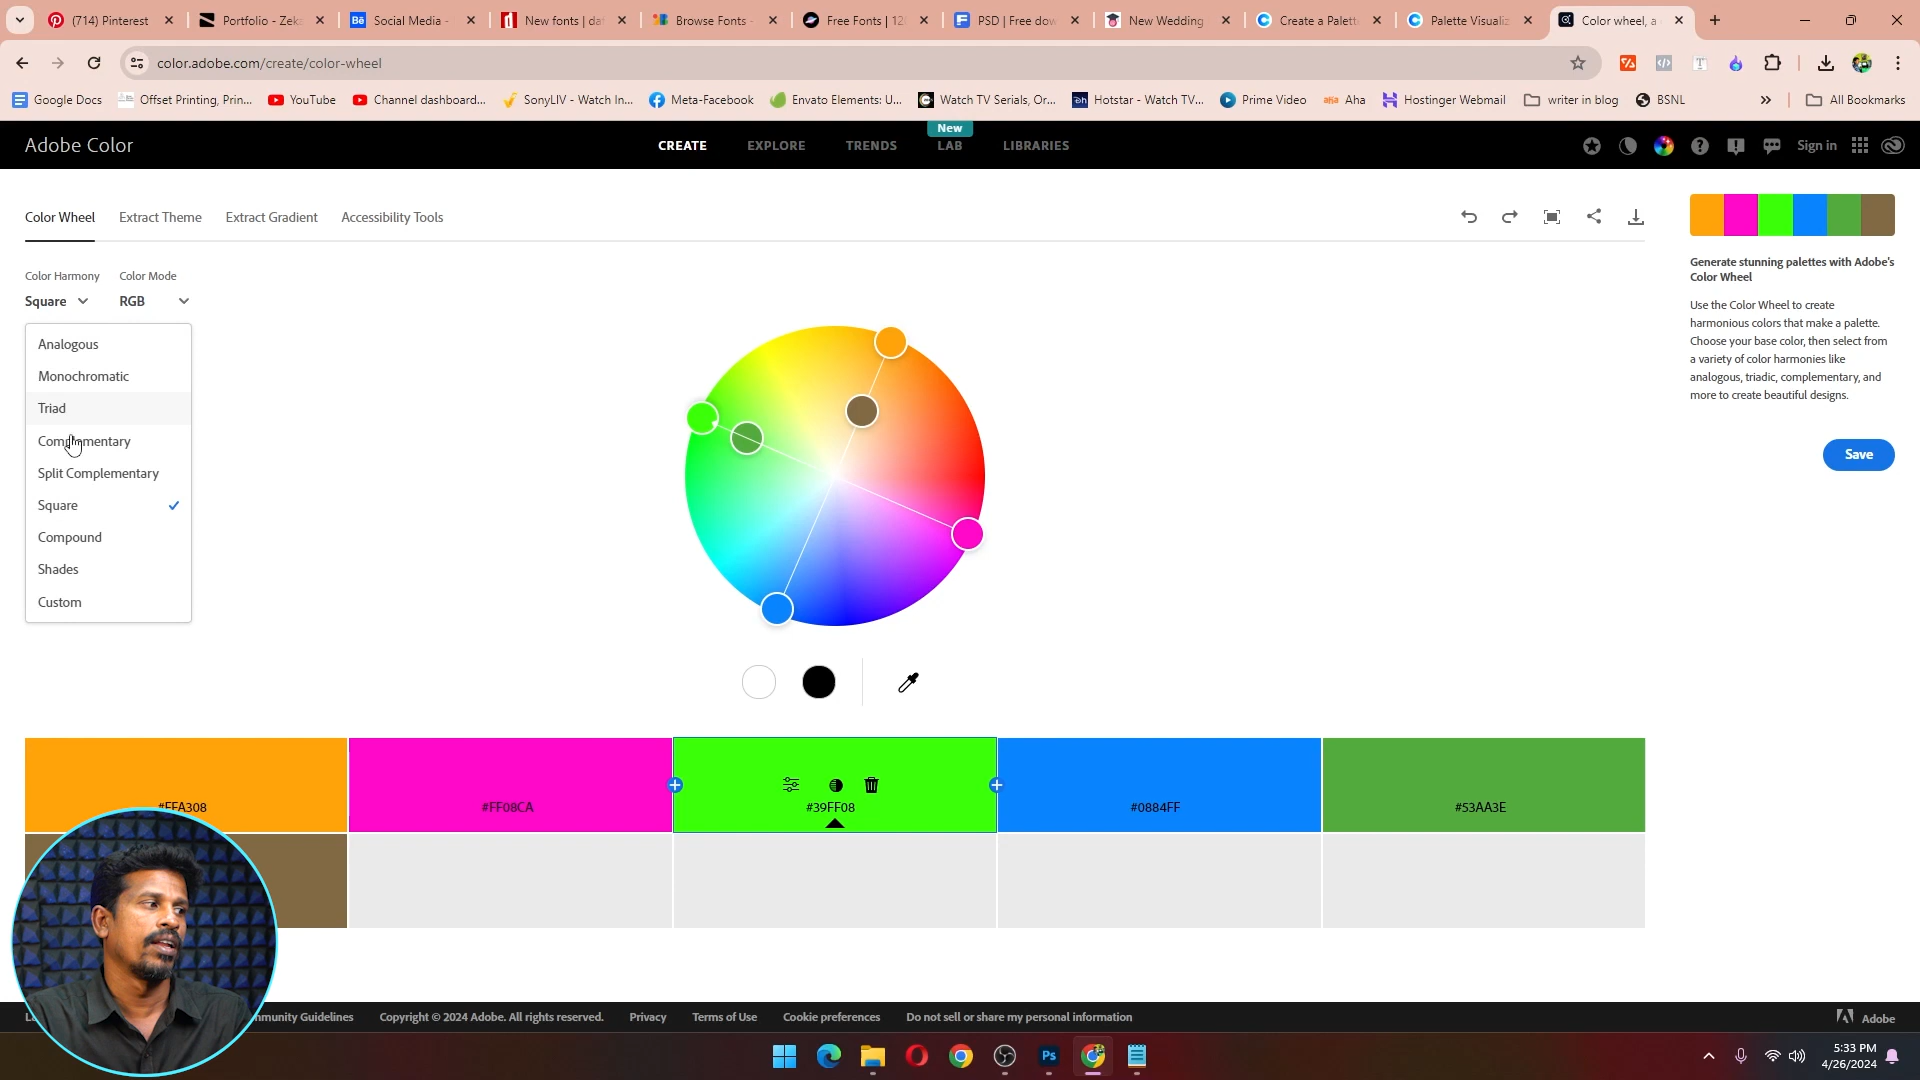 (714) Pinterest
Portfolio - Zeka
Social Media -
New fonts | daf
Browse Fonts -
Free Fonts | 120
PSD | Free dow
New Wedding
Create a Palette
Palette Visualiz
Color wheel, a
color.adobe.com/create/color-wheel
Google Docs
Offset Printing, Prin...
YouTube
Channel dashboard...
SonyLIV - Watch In...
Meta-Facebook
Envato Elements: U...
Watch TV Serials, Or...
Hotstar - Watch TV...
Prime Video
aha Aha
Hostinger Webmail
writer in blog
BSNL
All Bookmarks
Adobe Color
CREATE
EXPLORE
TRENDS
New
LAB
LIBRARIES
Sign in
Color Wheel
Extract Theme
Extract Gradient
Accessibility Tools
Color Harmony
Color Mode
Square
RGB
Analogous
Monochromatic
Triad
Complementary
Split Complementary
Square
Compound
Shades
Custom
Generate stunning palettes with Adobe's
Color Wheel
Use the Color Wheel to create
harmonious colors that make a palette.
Choose your base color, then select from
a variety of color harmonies like
analogous, triadic, complementary, and
more to create beautiful designs.
Save
#FFA308
#FF08CA
#39FF08
#0884FF
#53AA3E
Guidelines
Copyright © 2024 Adobe. All rights reserved.
Privacy
Terms of Use
Cookie preferences
Do not sell or share my personal information
Adobe
Ps
5:33 PM
4/26/2024